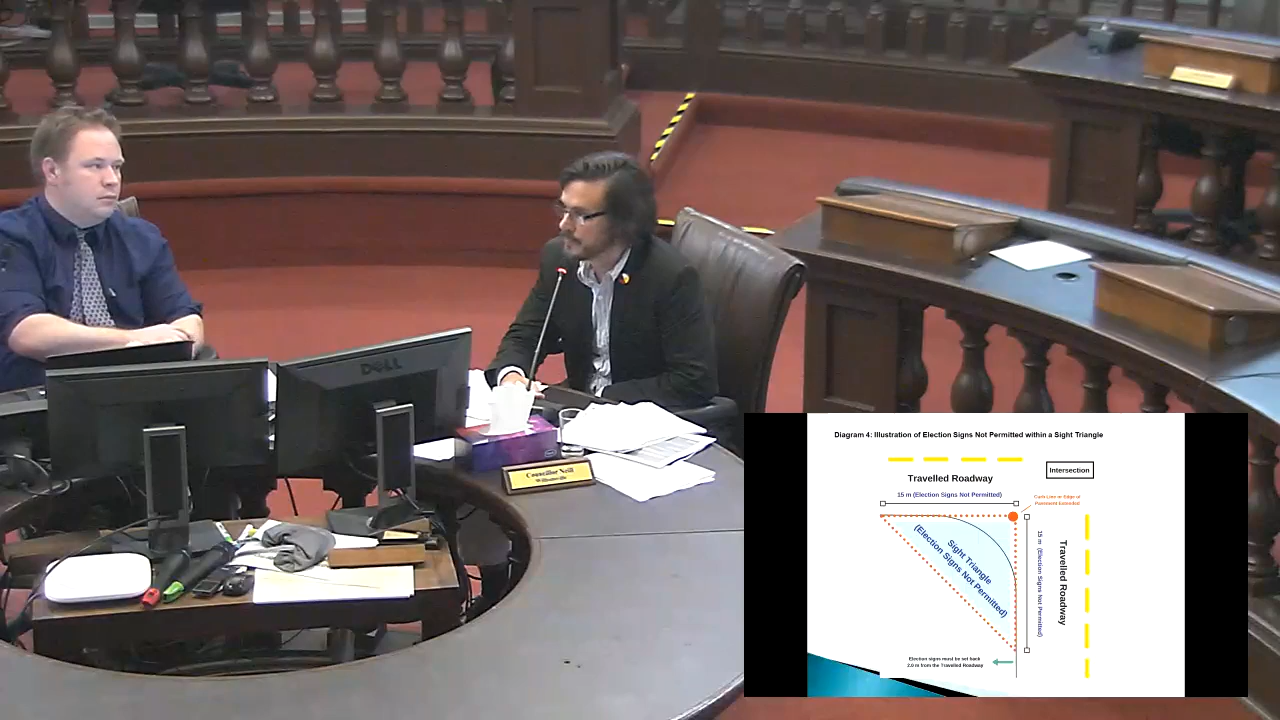 DELL
Councillor Neill
Williamsville
Diagram 4: Illustration of Election Signs Not Permitted within a Sight Triangle
Travelled Roadway
Intersection
15 m (Election Signs Not Permitted)
Curb Line or Edge of
Pavement Extended
Sight Triangle
(Election Signs Not Permitted)
15 m (Election Signs Not Permitted)
Travelled Roadway
Election signs must be set back
2.0 m from the Travelled Roadway